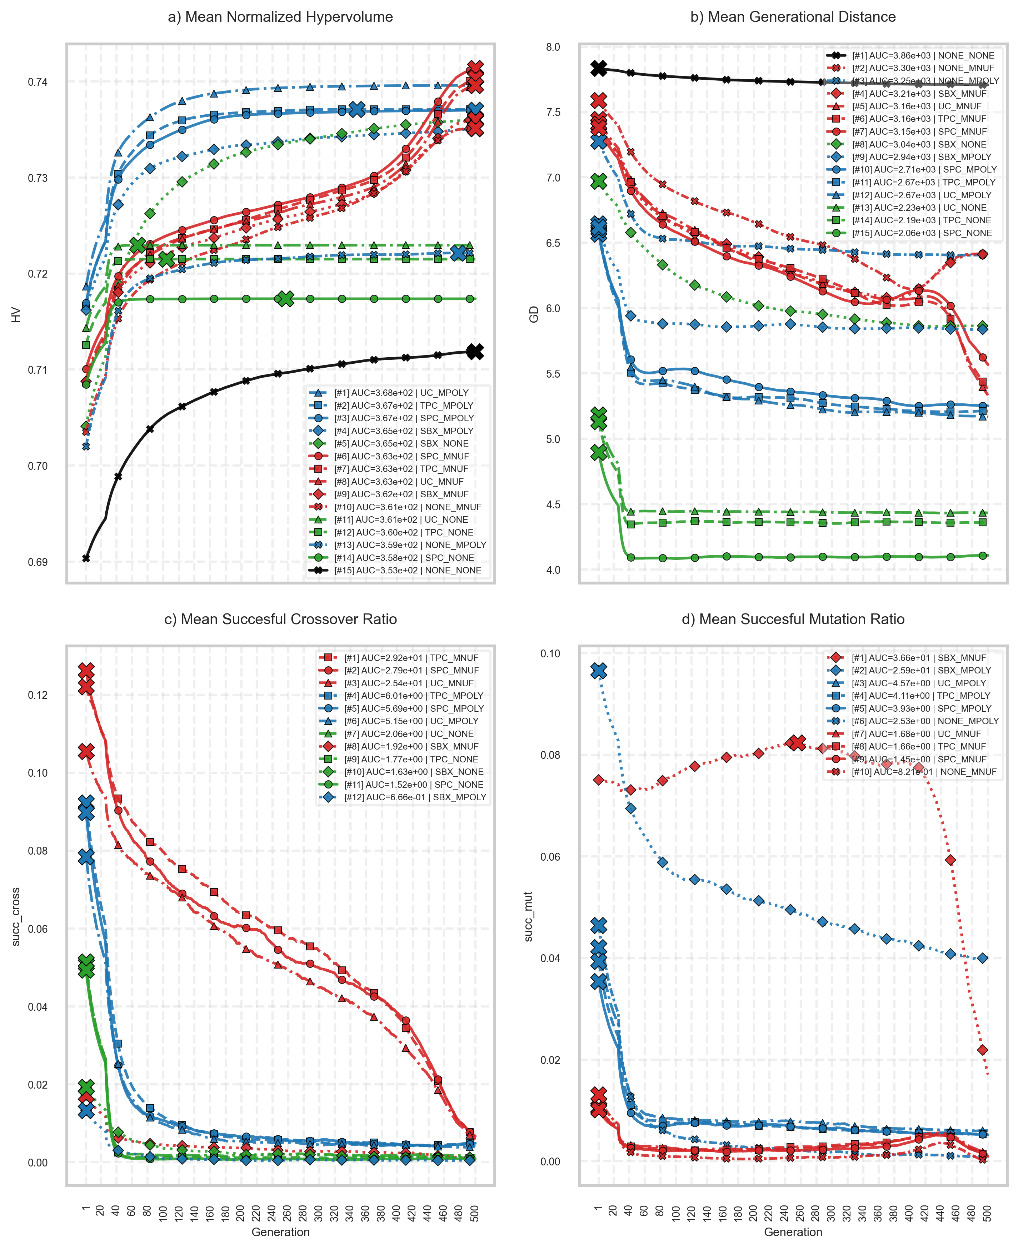 a) Mean Normalized Hypervolume
0.74
0.73
0.72
0.71
0.70
0.69
HV
[#1] AUC=3.68e+02 | UC_MPOLY
[#2] AUC=3.67e+02 | TPC_MPOLY
[#3] AUC=3.67e+02 | SPC_MPOLY
[#4] AUC=3.65e+02 | SBX_MPOLY
[#5] AUC=3.65e+02 | SBX_NONE
[#6] AUC=3.63e+02 | SPC_MNUF
[#7] AUC=3.63e+02 | TPC_MNUF
[#8] AUC=3.63e+02 | UC_MNUF
[#9] AUC=3.62e+02 | SBX_MNUF
[#10] AUC=3.61e+02 | NONE_MNUF
[#11] AUC=3.61e+02 | UC_NONE
[#12] AUC=3.60e+02 | TPC_NONE
[#13] AUC=3.59e+02 | NONE_MPOLY
[#14] AUC=3.58e+02 | SPC_NONE
[#15] AUC=3.53e+02 | NONE_NONE
b) Mean Generational Distance
8.0
7.5
7.0
6.5
6.0
5.5
5.0
4.5
4.0
GD
[#1] AUC=3.86e+03 | NONE_NONE
[#2] AUC=3.30e+03 | NONE_MNUF
[#3] AUC=3.25e+03 | NONE_MPOLY
[#4] AUC=3.21e+03 | SBX_MNUF
[#5] AUC=3.16e+03 | UC_MNUF
[#6] AUC=3.16e+03 | TPC_MNUF
[#7] AUC=3.15e+03 | SPC_MNUF
[#8] AUC=3.04e+03 | SBX_NONE
[#9] AUC=2.94e+03 | SBX_MPOLY
[#10] AUC=2.71e+03 | SPC_MPOLY
[#11] AUC=2.67e+03 | TPC_MPOLY
[#12] AUC=2.67e+03 | UC_MPOLY
[#13] AUC=2.23e+03 | UC_NONE
[#14] AUC=2.19e+03 | TPC_NONE
[#15] AUC=2.06e+03 | SPC_NONE
c) Mean Succesful Crossover Ratio
0.12
0.10
0.08
0.06
0.04
0.02
0.00
succ_cross
[#1] AUC=2.92e+01 | TPC_MNUF
[#2] AUC=2.79e+01 | SPC_MNUF
[#3] AUC=2.54e+01 | UC_MNUF
[#4] AUC=6.01e+00 | TPC_MPOLY
[#5] AUC=5.69e+00 | SPC_MPOLY
[#6] AUC=5.15e+00 | UC_MPOLY
[#7] AUC=2.06e+00 | UC_NONE
[#8] AUC=1.92e+00 | SBX_MNUF
[#9] AUC=1.77e+00 | TPC_NONE
[#10] AUC=1.63e+00 | SBX_NONE
[#11] AUC=1.52e+00 | SPC_NONE
[#12] AUC=6.66e-01 | SBX_MPOLY
1 20 40 60 80 100 120 140 160 180 200 220 240 260 280 300 320 340 360 380 400 420 440 460 480 500
Generation
d) Mean Succesful Mutation Ratio
0.10
0.08
0.06
0.04
0.02
0.00
succ_mut
[#1] AUC=3.66e+01 | SBX_MNUF
[#2] AUC=2.59e+01 | SBX_MPOLY
[#3] AUC=4.57e+00 | UC_MPOLY
[#4] AUC=4.11e+00 | TPC_MPOLY
[#5] AUC=3.93e+00 | SPC_MPOLY
[#6] AUC=2.53e+00 | NONE_MPOLY
[#7] AUC=1.68e+00 | UC_MNUF
[#8] AUC=1.66e+00 | TPC_MNUF
[#9] AUC=1.45e+00 | SPC_MNUF
[#10] AUC=8.21e-01 | NONE_MNUF
1 20 40 60 80 100 120 140 160 180 200 220 240 260 280 300 320 340 360 380 400 420 440 460 480 500
Generation